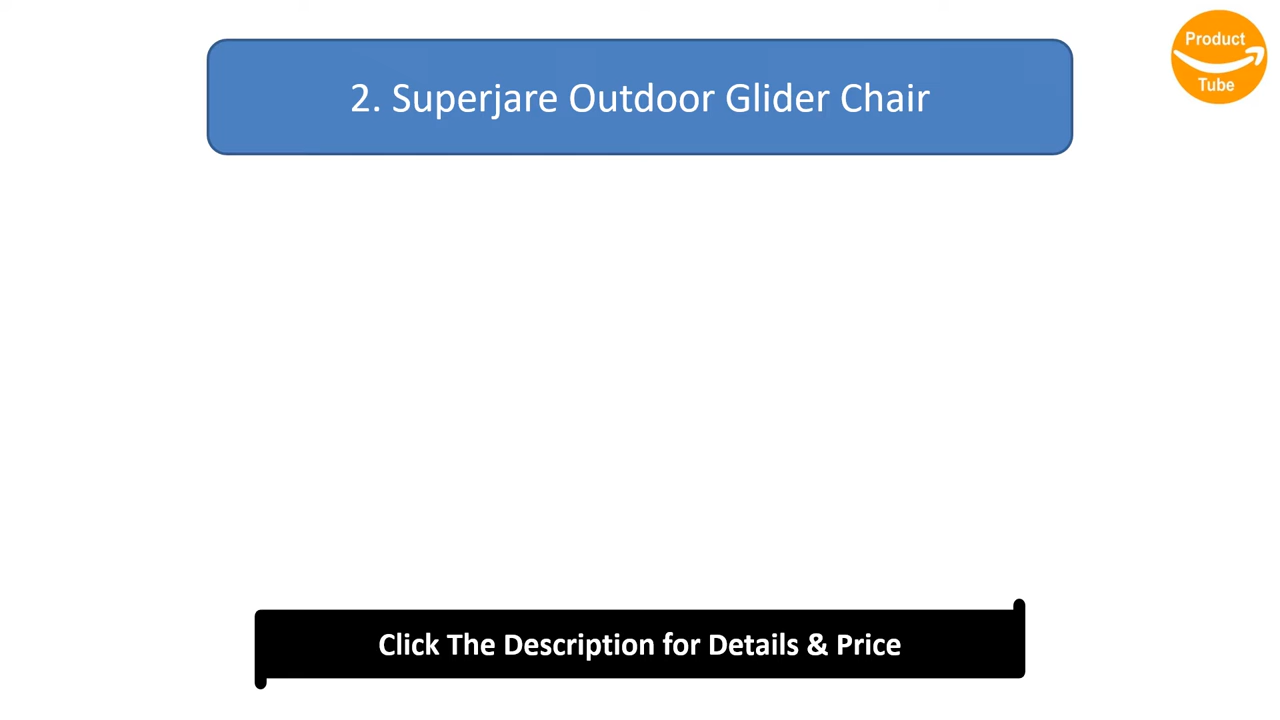 2. Superjare Outdoor Glider Chair
Product
Tube
Click The Description for Details & Price